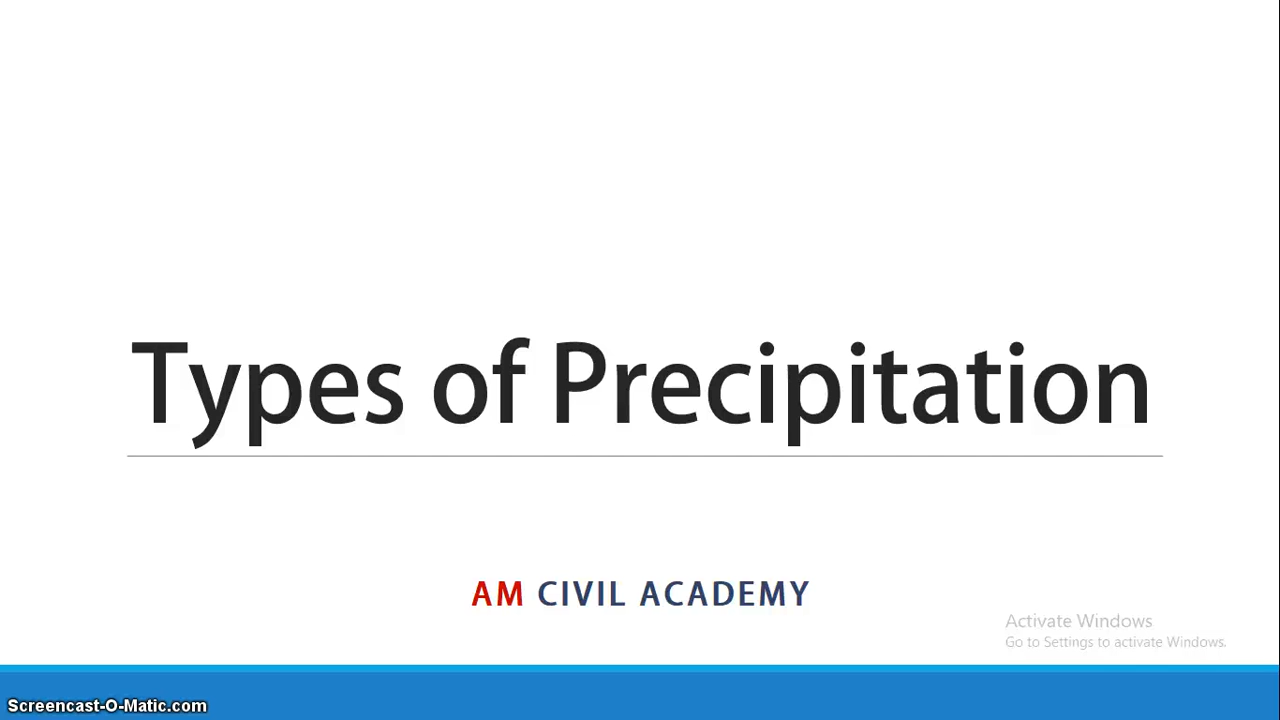 Types of Precipitation
AM CIVIL ACADEMY
Activate Windows
Go to Settings to activate Windows.
Screencast-O-Matic.com